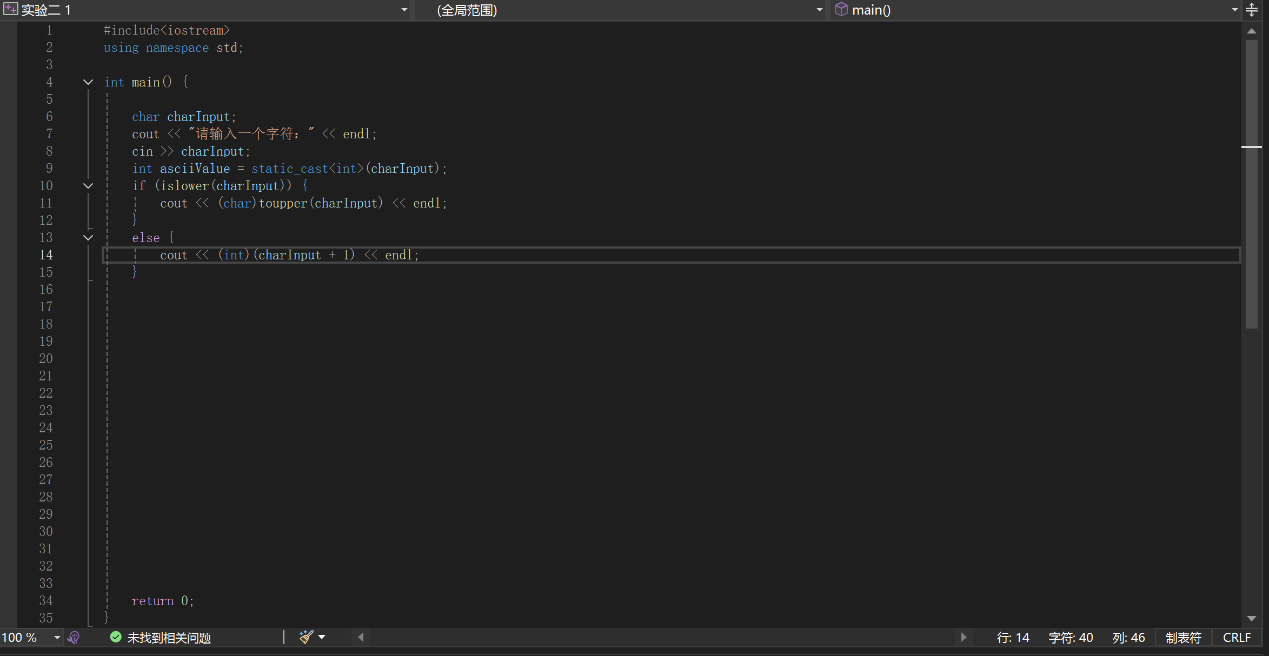 实验二 1 (全局范围) main()
1 #include<iostream>
2 using namespace std;
3
4 int main() {
5
6 char charInput;
7 cout << "请输入一个字符：" << endl;
8 cin >> charInput;
9 int asciiValue = static_cast<int>(charInput);
10 if (islower(charInput)) {
11 cout << (char)toupper(charInput) << endl;
12 }
13 else {
14 cout << (int)(charInput + 1) << endl;
15 }
16
17
18
19
20
21
22
23
24
25
26
27
28
29
30
31
32
33
34 return 0;
35 }
100 % 未找到相关问题 行: 14 字符: 40 列: 46 制表符 CRLF